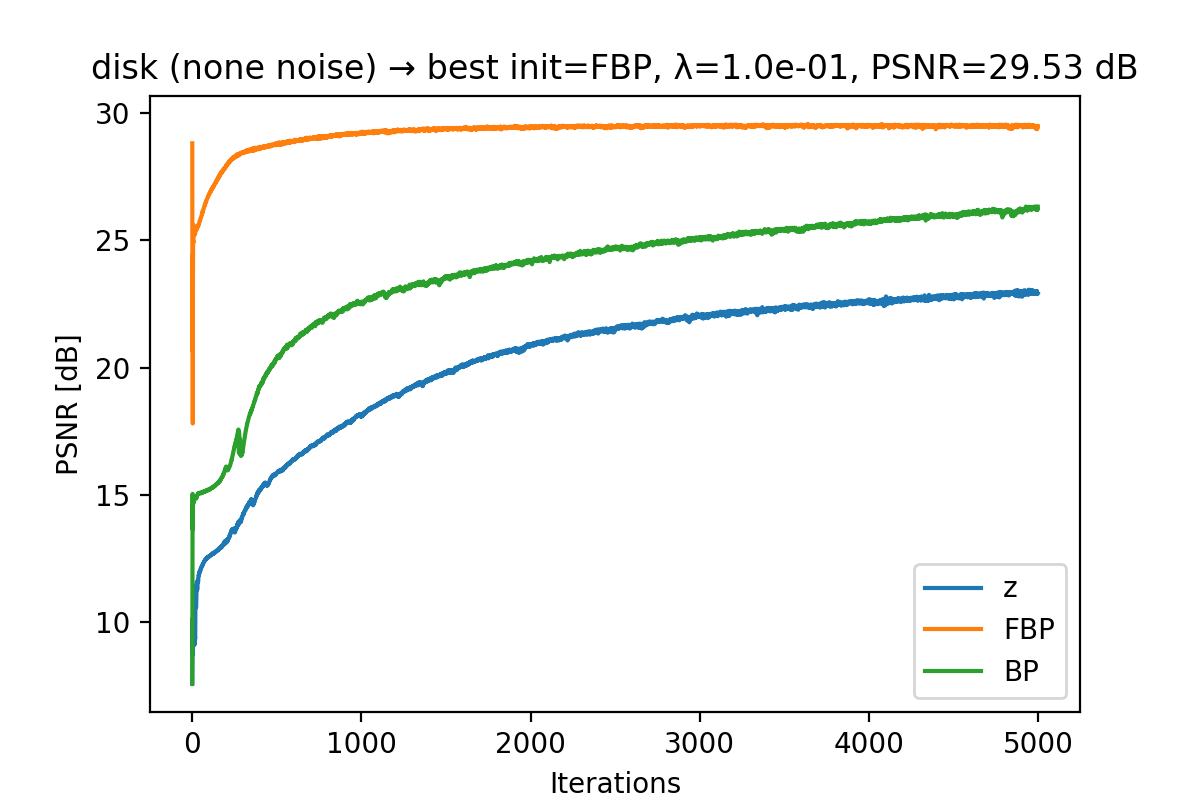 disk (none noise) → best init=FBP, λ=1.0e-01, PSNR=29.53 dB
30
25
20
15
10
PSNR [dB]
z
FBP
BP
0 1000 2000 3000 4000 5000
Iterations